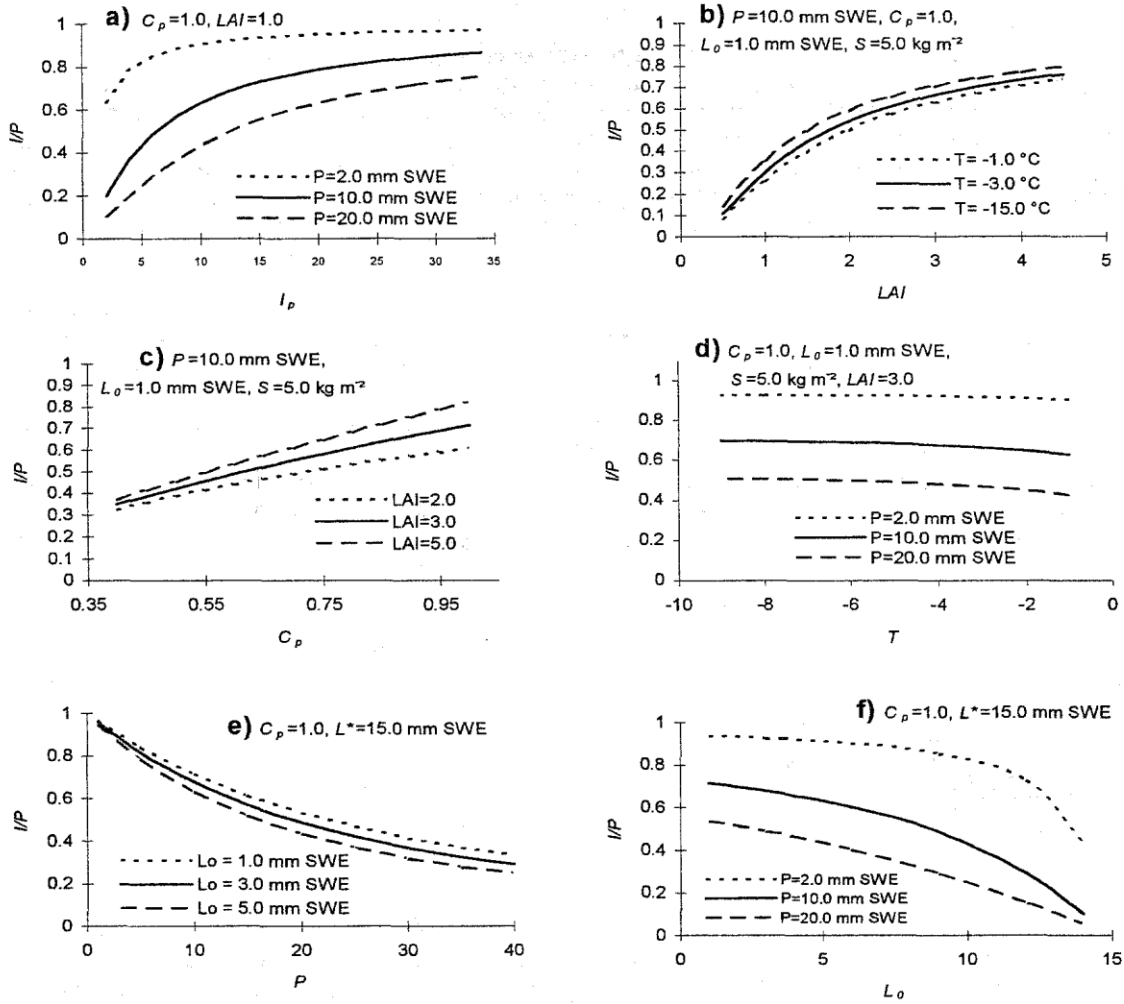 a) C_p=1.0, LAI=1.0
1
0.8
0.6
0.4
0.2
0
I/P
P=2.0 mm SWE
P=10.0 mm SWE
P=20.0 mm SWE
0 5 10 15 20 25 30 35
I_p
b) P=10.0 mm SWE, C_p=1.0,
L_o=1.0 mm SWE, S=5.0 kg m⁻²
1
0.9
0.8
0.7
0.6
0.5
0.4
0.3
0.2
0.1
0
I/P
T= -1.0 °C
T= -3.0 °C
T= -15.0 °C
0 1 2 3 4 5
LAI
c) P=10.0 mm SWE,
L_o=1.0 mm SWE, S=5.0 kg m⁻²
1
0.9
0.8
0.7
0.6
0.5
0.4
0.3
0.2
0.1
0
I/P
LAI=2.0
LAI=3.0
LAI=5.0
0.35 0.55 0.75 0.95
C_p
d) C_p=1.0, L_o=1.0 mm SWE,
S=5.0 kg m⁻², LAI=3.0
1
0.8
0.6
0.4
0.2
0
I/P
P=2.0 mm SWE
P=10.0 mm SWE
P=20.0 mm SWE
-10 -8 -6 -4 -2 0
T
e) C_p=1.0, L*=15.0 mm SWE
1
0.8
0.6
0.4
0.2
0
I/P
Lo = 1.0 mm SWE
Lo = 3.0 mm SWE
Lo = 5.0 mm SWE
0 10 20 30 40
P
f) C_p=1.0, L*=15.0 mm SWE
1
0.8
0.6
0.4
0.2
0
I/P
P=2.0 mm SWE
P=10.0 mm SWE
P=20.0 mm SWE
0 5 10 15
L_o